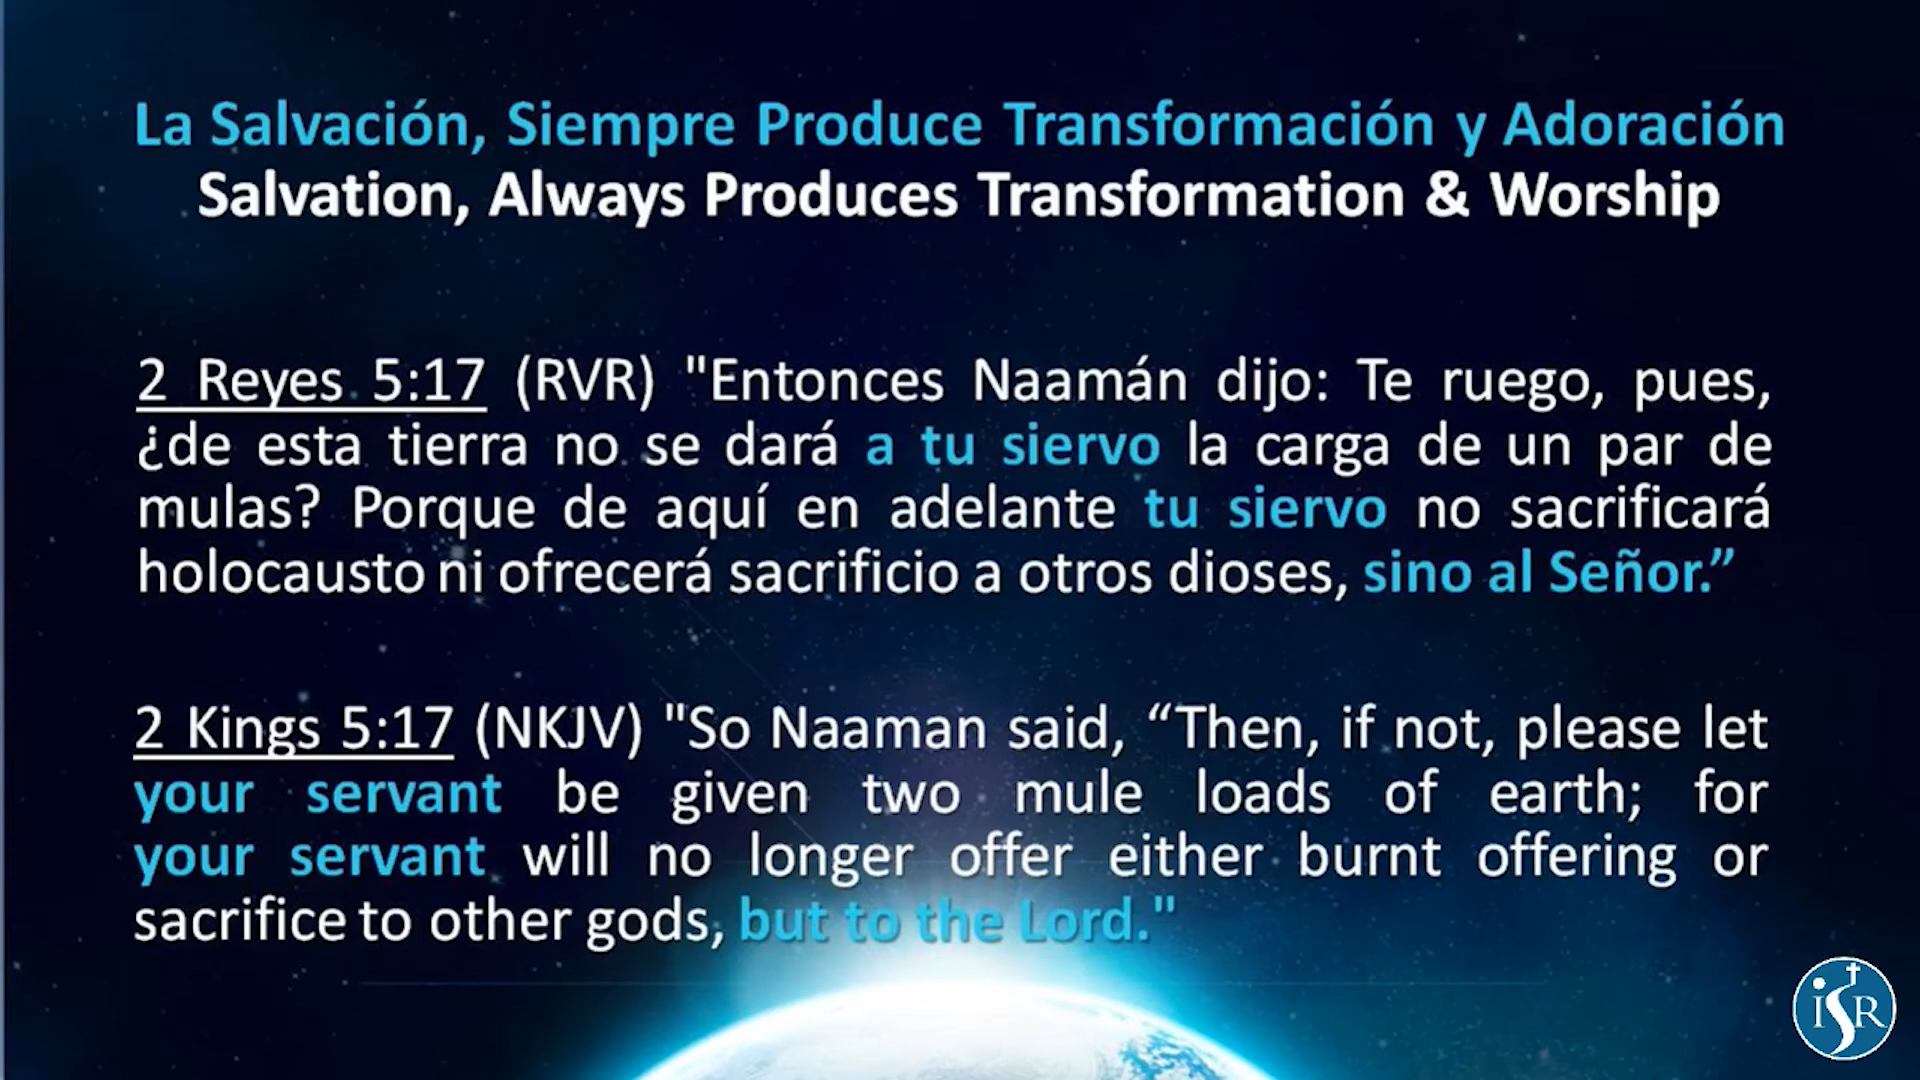 La Salvación, Siempre Produce Transformación y Adoración
Salvation, Always Produces Transformation & Worship
2 Reyes 5:17 (RVR) "Entonces Naamán dijo: Te ruego, pues,
¿de esta tierra no se dará a tu siervo la carga de un par de
mulas? Porque de aquí en adelante tu siervo no sacrificará
holocausto ni ofrecerá sacrificio a otros dioses, sino al Señor.”
2 Kings 5:17 (NKJV) "So Naaman said, “Then, if not, please let
your servant be given two mule loads of earth; for
your servant will no longer offer either burnt offering or
sacrifice to other gods, but to the Lord."
iSR